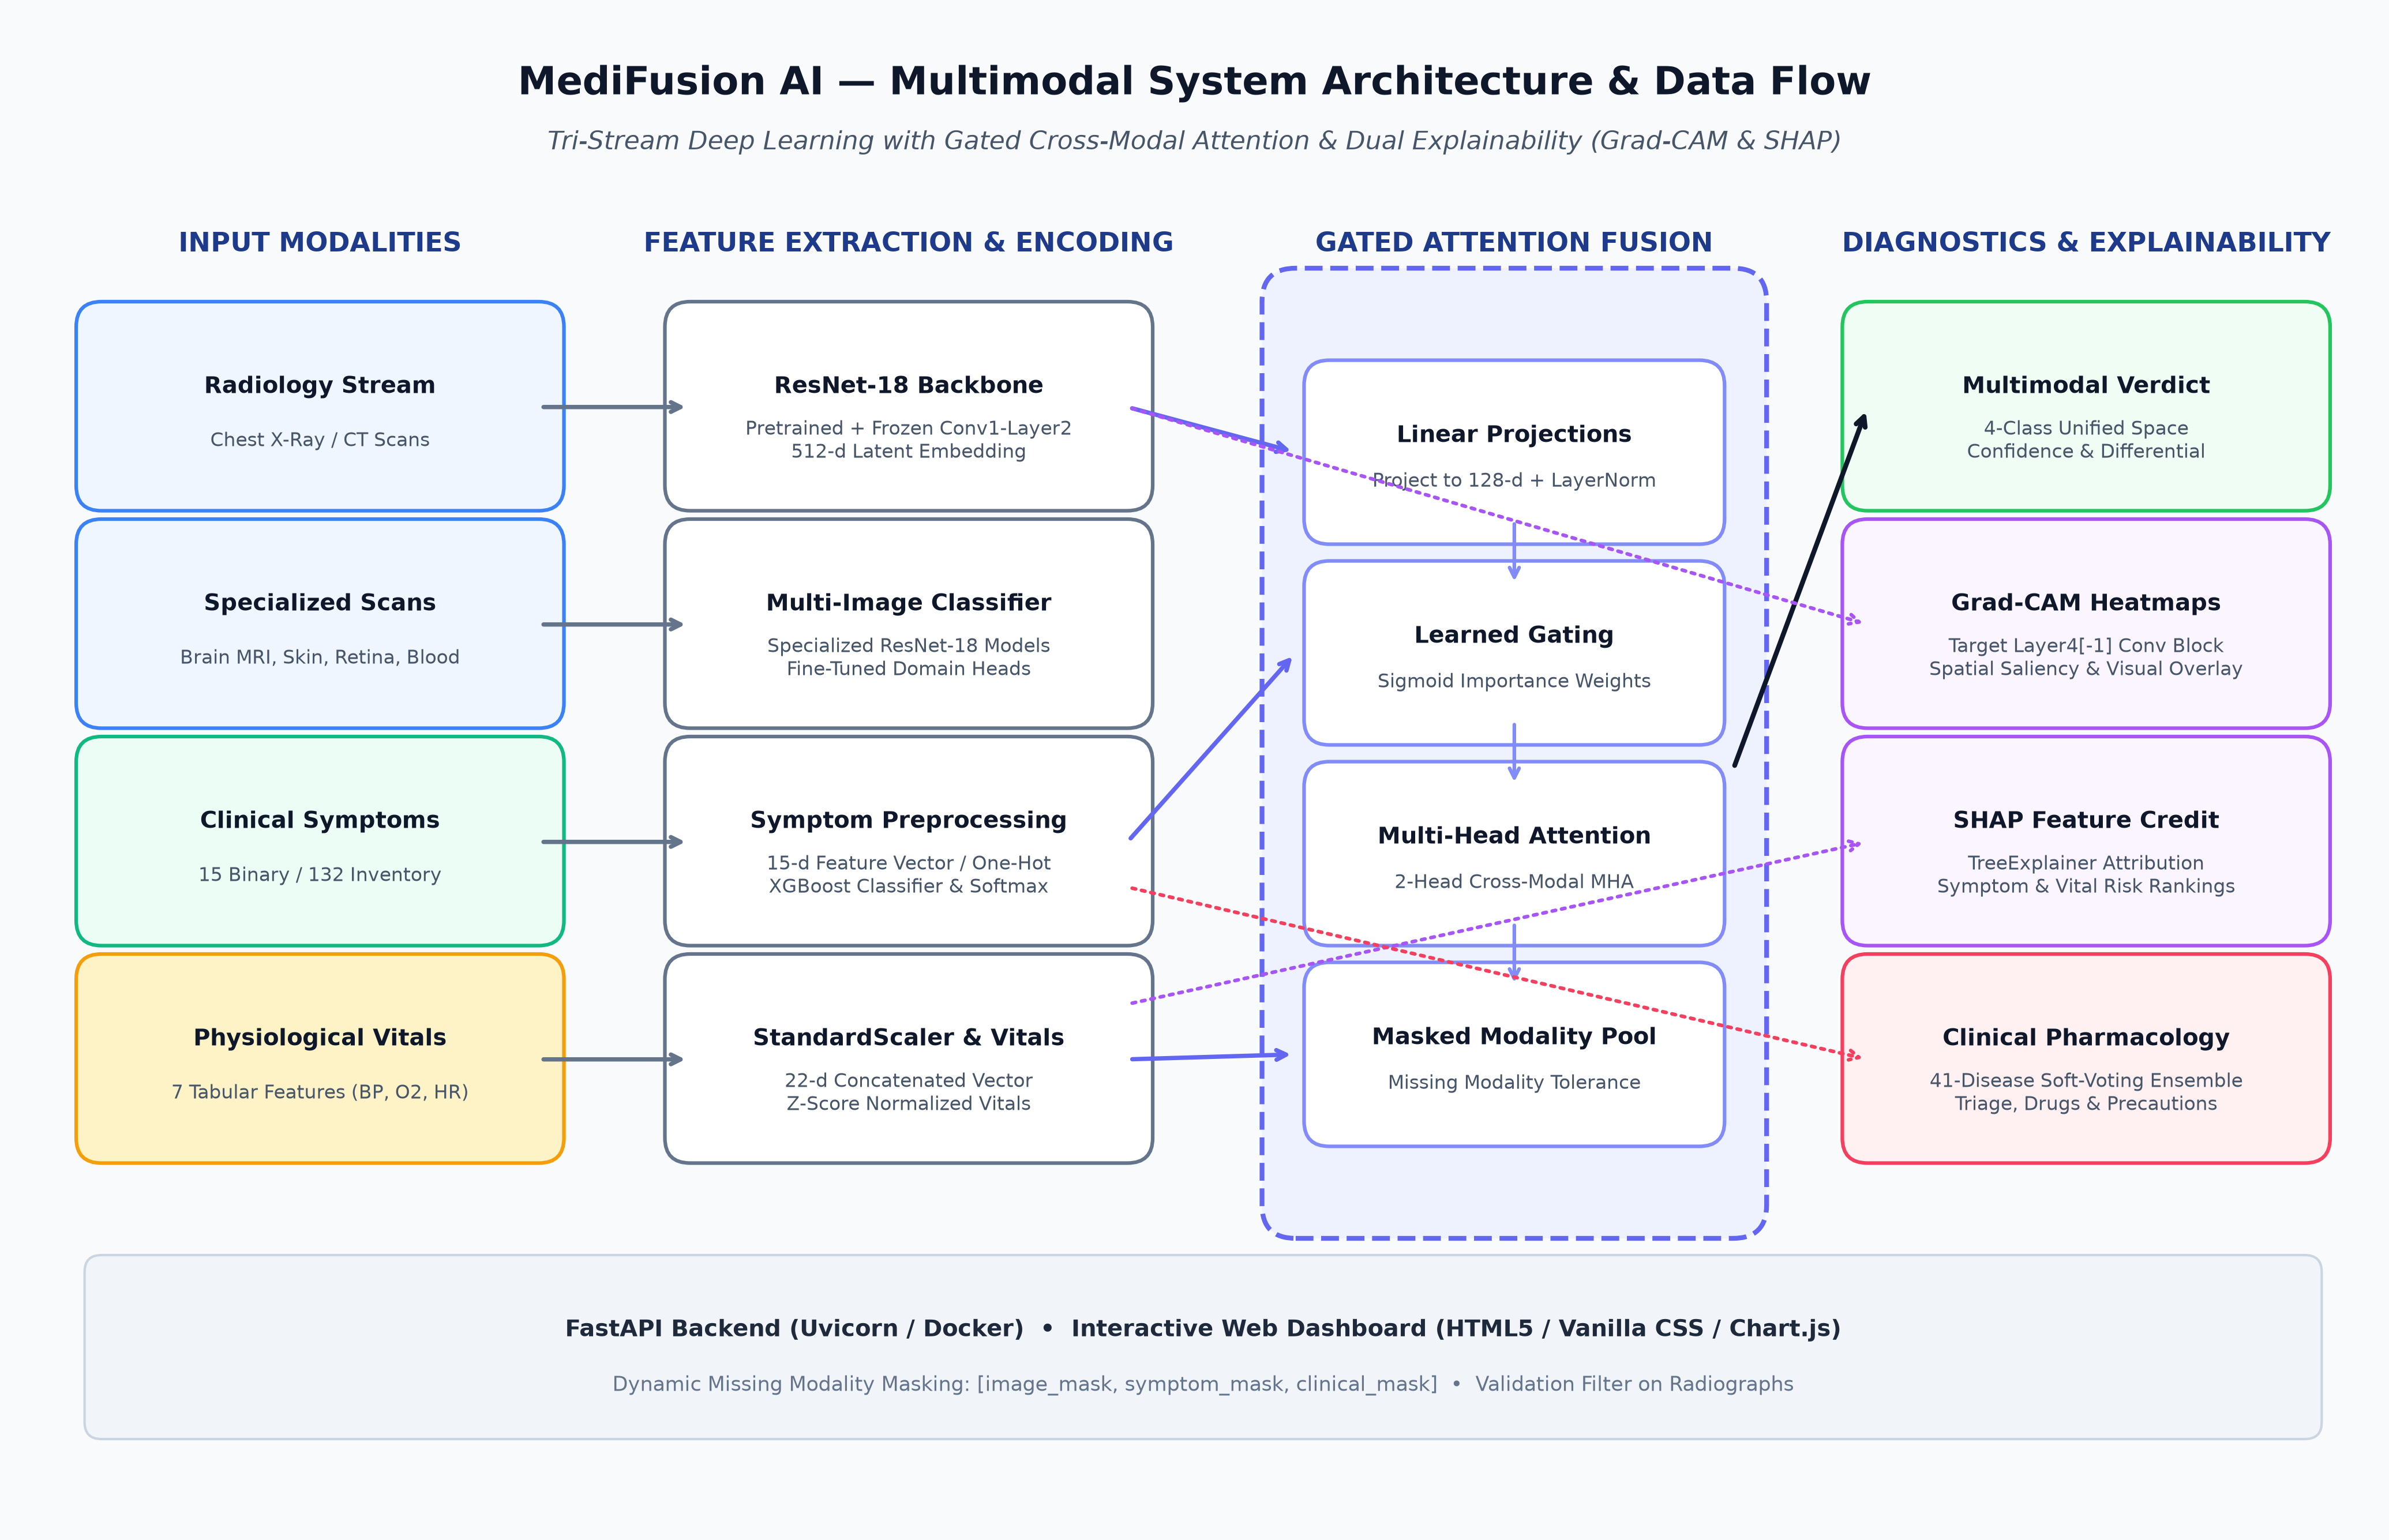 MediFusion AI — Multimodal System Architecture & Data Flow
Tri-Stream Deep Learning with Gated Cross-Modal Attention & Dual Explainability (Grad-CAM & SHAP)
INPUT MODALITIES
Radiology Stream
Chest X-Ray / CT Scans
Specialized Scans
Brain MRI, Skin, Retina, Blood
Clinical Symptoms
15 Binary / 132 Inventory
Physiological Vitals
7 Tabular Features (BP, O2, HR)
FEATURE EXTRACTION & ENCODING
ResNet-18 Backbone
Pretrained + Frozen Conv1-Layer2
512-d Latent Embedding
Multi-Image Classifier
Specialized ResNet-18 Models
Fine-Tuned Domain Heads
Symptom Preprocessing
15-d Feature Vector / One-Hot
XGBoost Classifier & Softmax
StandardScaler & Vitals
22-d Concatenated Vector
Z-Score Normalized Vitals
GATED ATTENTION FUSION
Linear Projections
Project to 128-d + LayerNorm
Learned Gating
Sigmoid Importance Weights
Multi-Head Attention
2-Head Cross-Modal MHA
Masked Modality Pool
Missing Modality Tolerance
DIAGNOSTICS & EXPLAINABILITY
Multimodal Verdict
4-Class Unified Space
Confidence & Differential
Grad-CAM Heatmaps
Target Layer4[-1] Conv Block
Spatial Saliency & Visual Overlay
SHAP Feature Credit
TreeExplainer Attribution
Symptom & Vital Risk Rankings
Clinical Pharmacology
41-Disease Soft-Voting Ensemble
Triage, Drugs & Precautions
FastAPI Backend (Uvicorn / Docker) • Interactive Web Dashboard (HTML5 / Vanilla CSS / Chart.js)
Dynamic Missing Modality Masking: [image_mask, symptom_mask, clinical_mask] • Validation Filter on Radiographs